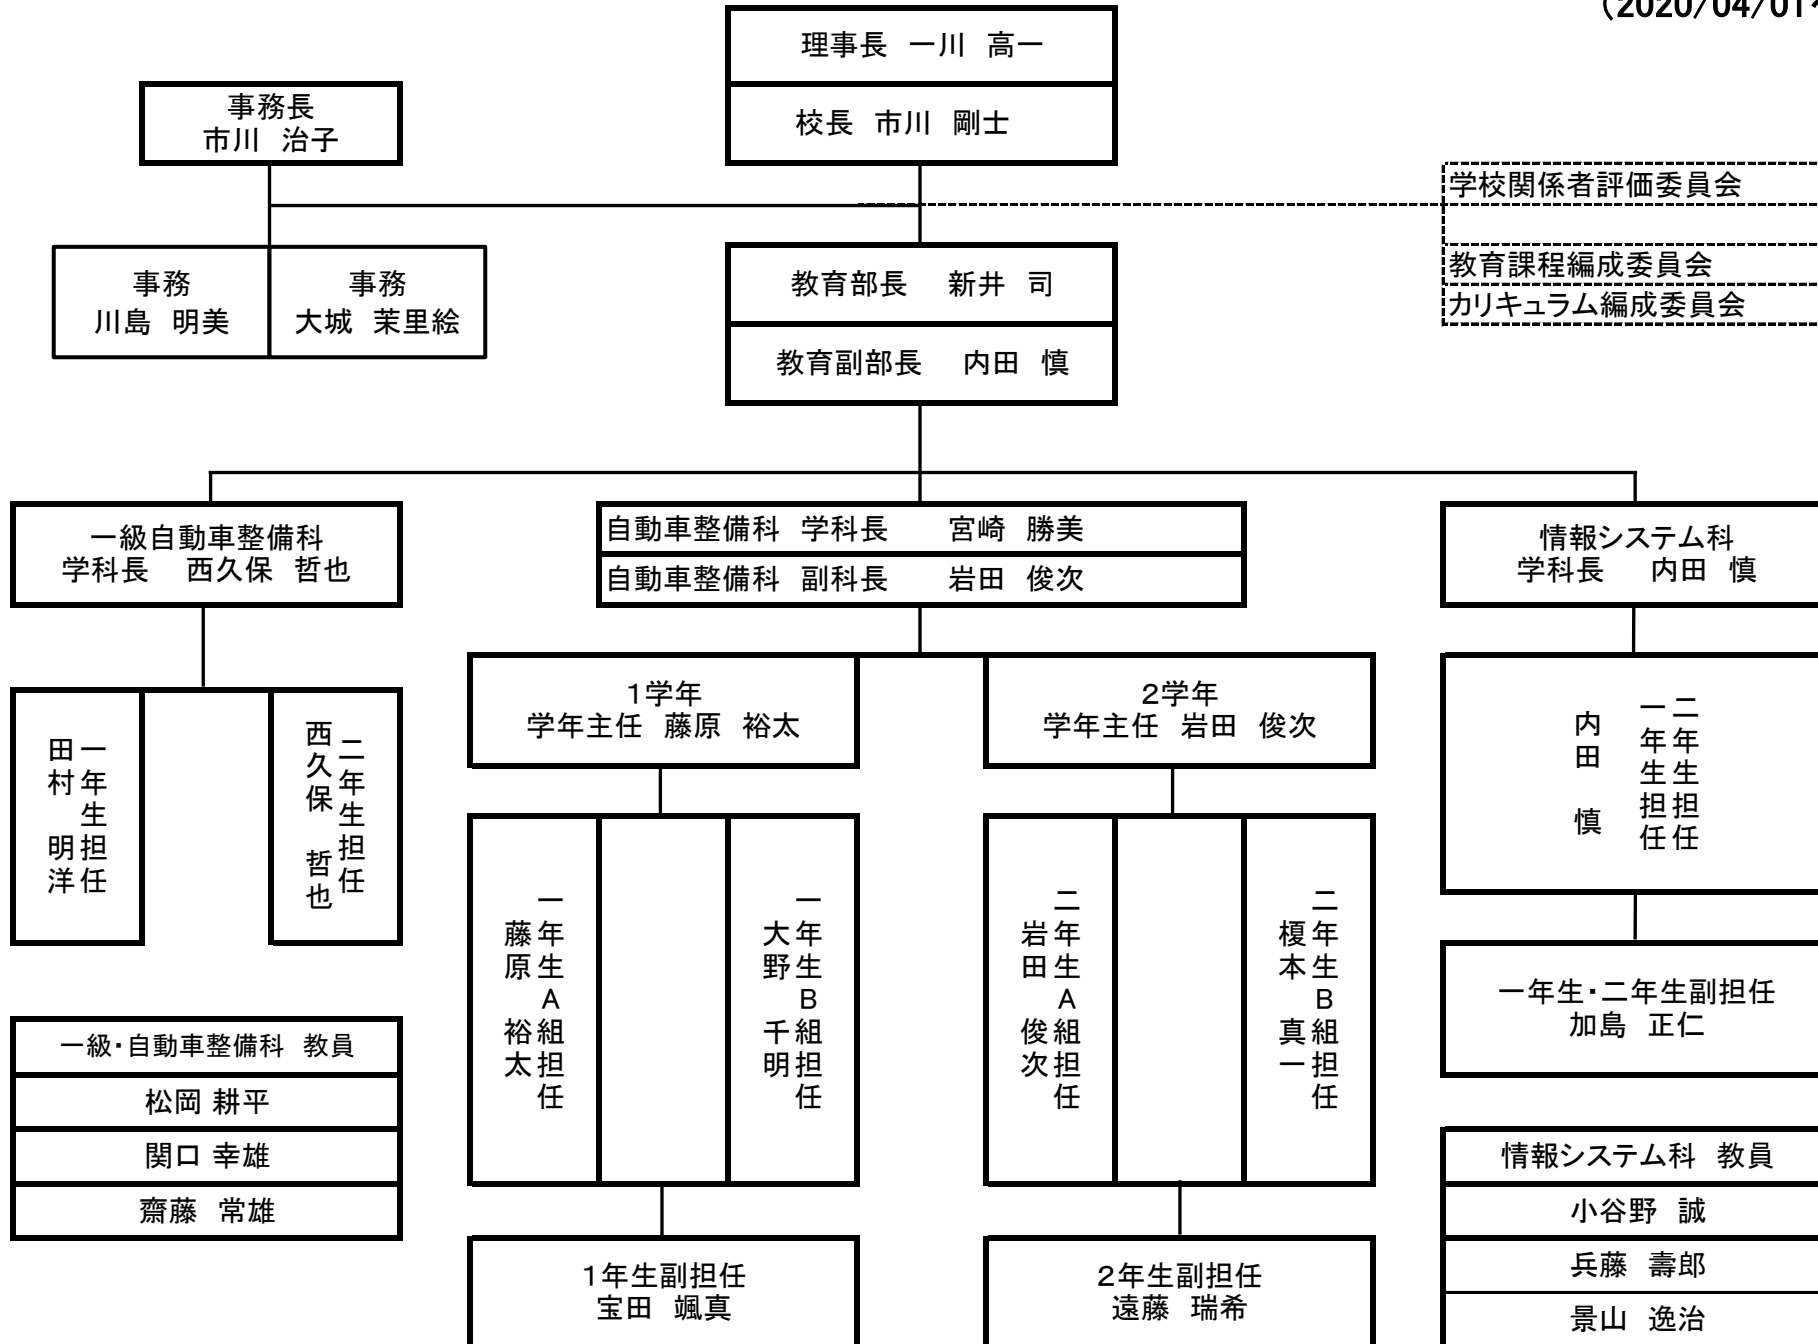 (2020/04/01
理事長 一川 高一
校長 市川 剛士
事務長
市川 治子
学校関係者評価委員会
教育課程編成委員会
カリキュラム編成委員会
事務
川島 明美
事務
大城 茉里絵
教育部長 新井 司
教育副部長 内田 慎
一級自動車整備科
学科長 西久保 哲也
自動車整備科 学科長 宮崎 勝美
自動車整備科 副科長 岩田 俊次
情報システム科
学科長 内田 慎
一年生担任
田村 明洋
二年生担任
西久保 哲也
1学年
学年主任 藤原 裕太
2学年
学年主任 岩田 俊次
二年生担任
一年生担任
内田 慎
一年生A組担任
藤原 裕太
一年生B組担任
大野 千明
二年生A組担任
岩田 俊次
二年生B組担任
榎本 真一
一年生・二年生副担任
加島 正仁
一級・自動車整備科 教員
松岡 耕平
関口 幸雄
齋藤 常雄
1年生副担任
宝田 颯真
2年生副担任
遠藤 瑞希
情報システム科 教員
小谷野 誠
兵藤 壽郎
景山 逸治